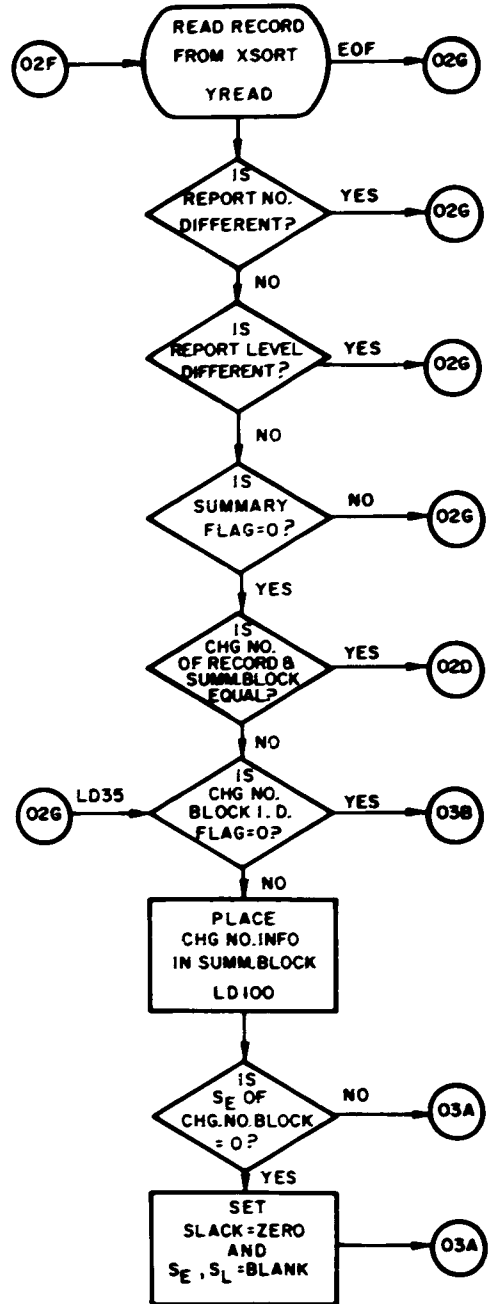 READ RECORD
FROM XSORT
YREAD
02F
EOF
02G
IS
REPORT NO.
DIFFERENT?
YES
02G
NO
IS
REPORT LEVEL
DIFFERENT?
YES
02G
NO
IS
SUMMARY
FLAG=0?
NO
02G
YES
IS
CHG NO.
OF RECORD &
SUMM.BLOCK
EQUAL?
YES
02D
NO
02G
LD35
IS
CHG NO.
BLOCK I.D.
FLAG=0?
YES
03B
NO
PLACE
CHG NO.INFO
IN SUMM.BLOCK
LD100
IS
SE OF
CHG.NO.BLOCK
= 0?
NO
03A
YES
SET
SLACK=ZERO
AND
SE, SL=BLANK
03A